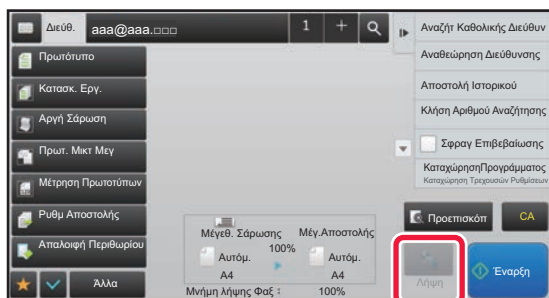 Διεύθ. aaa@aaa.□□□ 1 +
Πρωτότυπο
Κατασκ. Εργ.
Αργή Σάρωση
Πρωτ. Μικτ Μεγ
Μέτρηση Πρωτοτύπων
Ρυθμ Αποστολής
Απαλοιφή Περιθωρίου
Άλλα
Μέγεθ. Σάρωσης Μέγ.Αποστολής
100%
Αυτόμ. Αυτόμ.
A4 A4
Μνήμη λήψης Φαξ : 100%
Αναζήτ Καθολικής Διεύθυν
Αναθεώρηση Διεύθυνσης
Αποστολή Ιστορικού
Κλήση Αριθμού Αναζήτησης
Σφραγ Επιβεβαίωσης
ΚαταχώρησηΠρογράμματος
Καταχώρηση Τρεχουσών Ρυθμίσεων
Προεπισκόπ CA
Λήψη Έναρξη